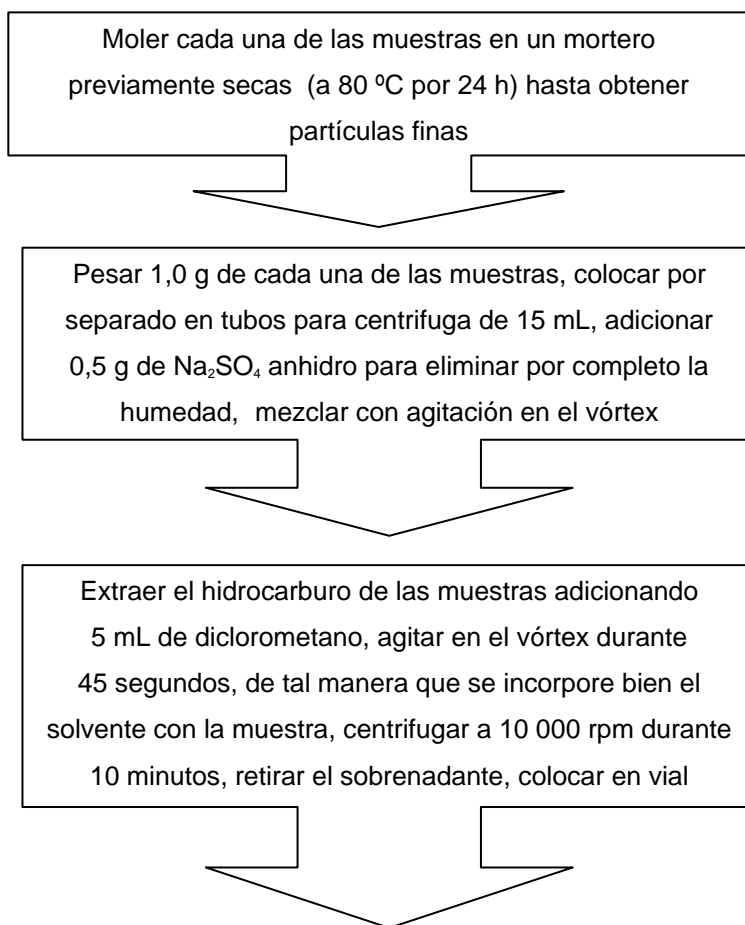 Moler cada una de las muestras en un mortero
previamente secas (a 80 ºC por 24 h) hasta obtener
partículas finas
Pesar 1,0 g de cada una de las muestras, colocar por
separado en tubos para centrifuga de 15 mL, adicionar
0,5 g de Na₂SO₄ anhidro para eliminar por completo la
humedad, mezclar con agitación en el vórtex
Extraer el hidrocarburo de las muestras adicionando
5 mL de diclorometano, agitar en el vórtex durante
45 segundos, de tal manera que se incorpore bien el
solvente con la muestra, centrifugar a 10 000 rpm durante
10 minutos, retirar el sobrenadante, colocar en vial